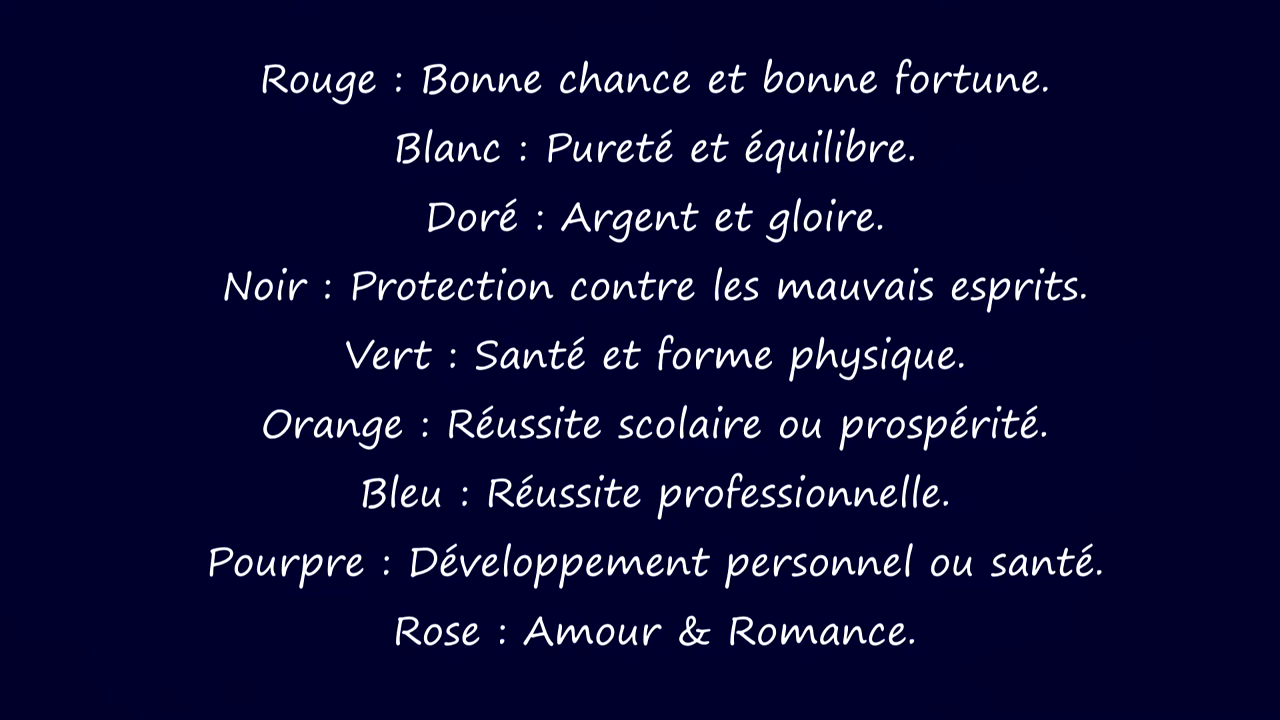 Rouge : Bonne chance et bonne fortune.
Blanc : Pureté et équilibre.
Doré : Argent et gloire.
Noir : Protection contre les mauvais esprits.
Vert : Santé et forme physique.
Orange : Réussite scolaire ou prospérité.
Bleu : Réussite professionnelle.
Pourpre : Développement personnel ou santé.
Rose : Amour & Romance.